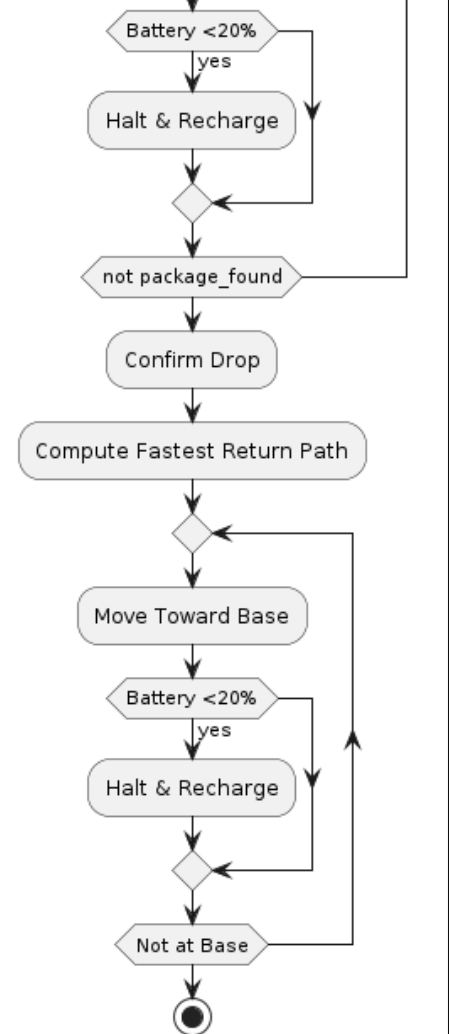 Battery <20%
yes
Halt & Recharge
not package_found
Confirm Drop
Compute Fastest Return Path
Move Toward Base
Battery <20%
yes
Halt & Recharge
Not at Base